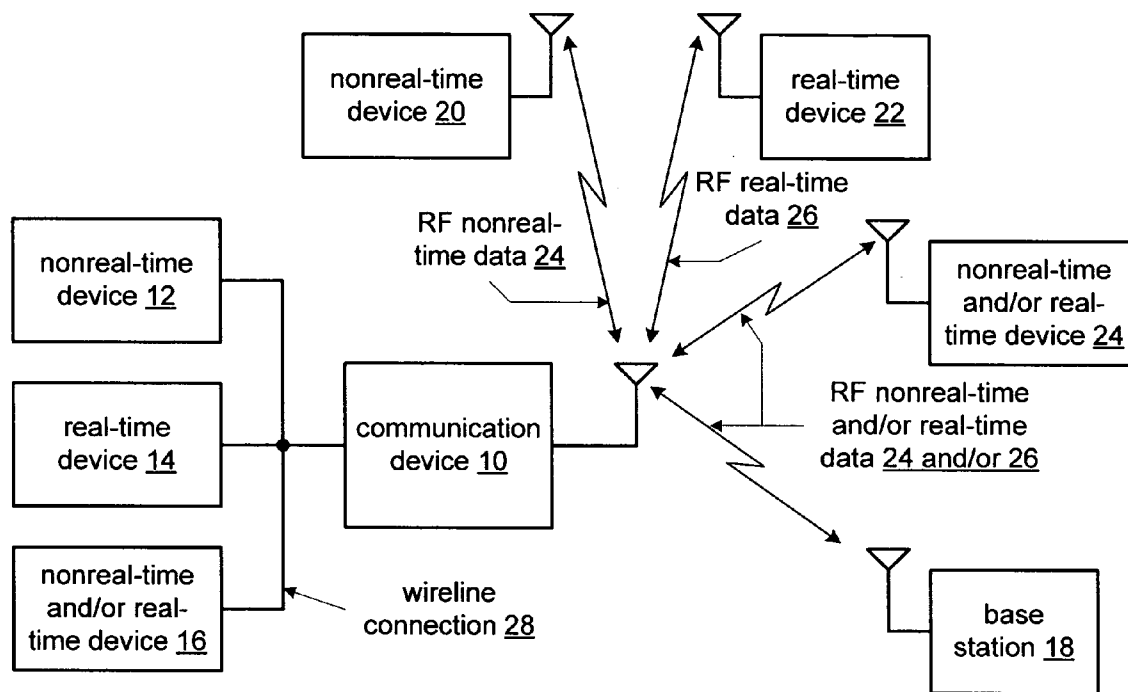 nonreal-time
device 20
real-time
device 22
RF real-time
data 26
RF nonreal-
time data 24
nonreal-time
device 12
nonreal-time
and/or real-
time device 24
real-time
device 14
communication
device 10
RF nonreal-time
and/or real-time
data 24 and/or 26
nonreal-time
and/or real-
time device 16
wireline
connection 28
base
station 18